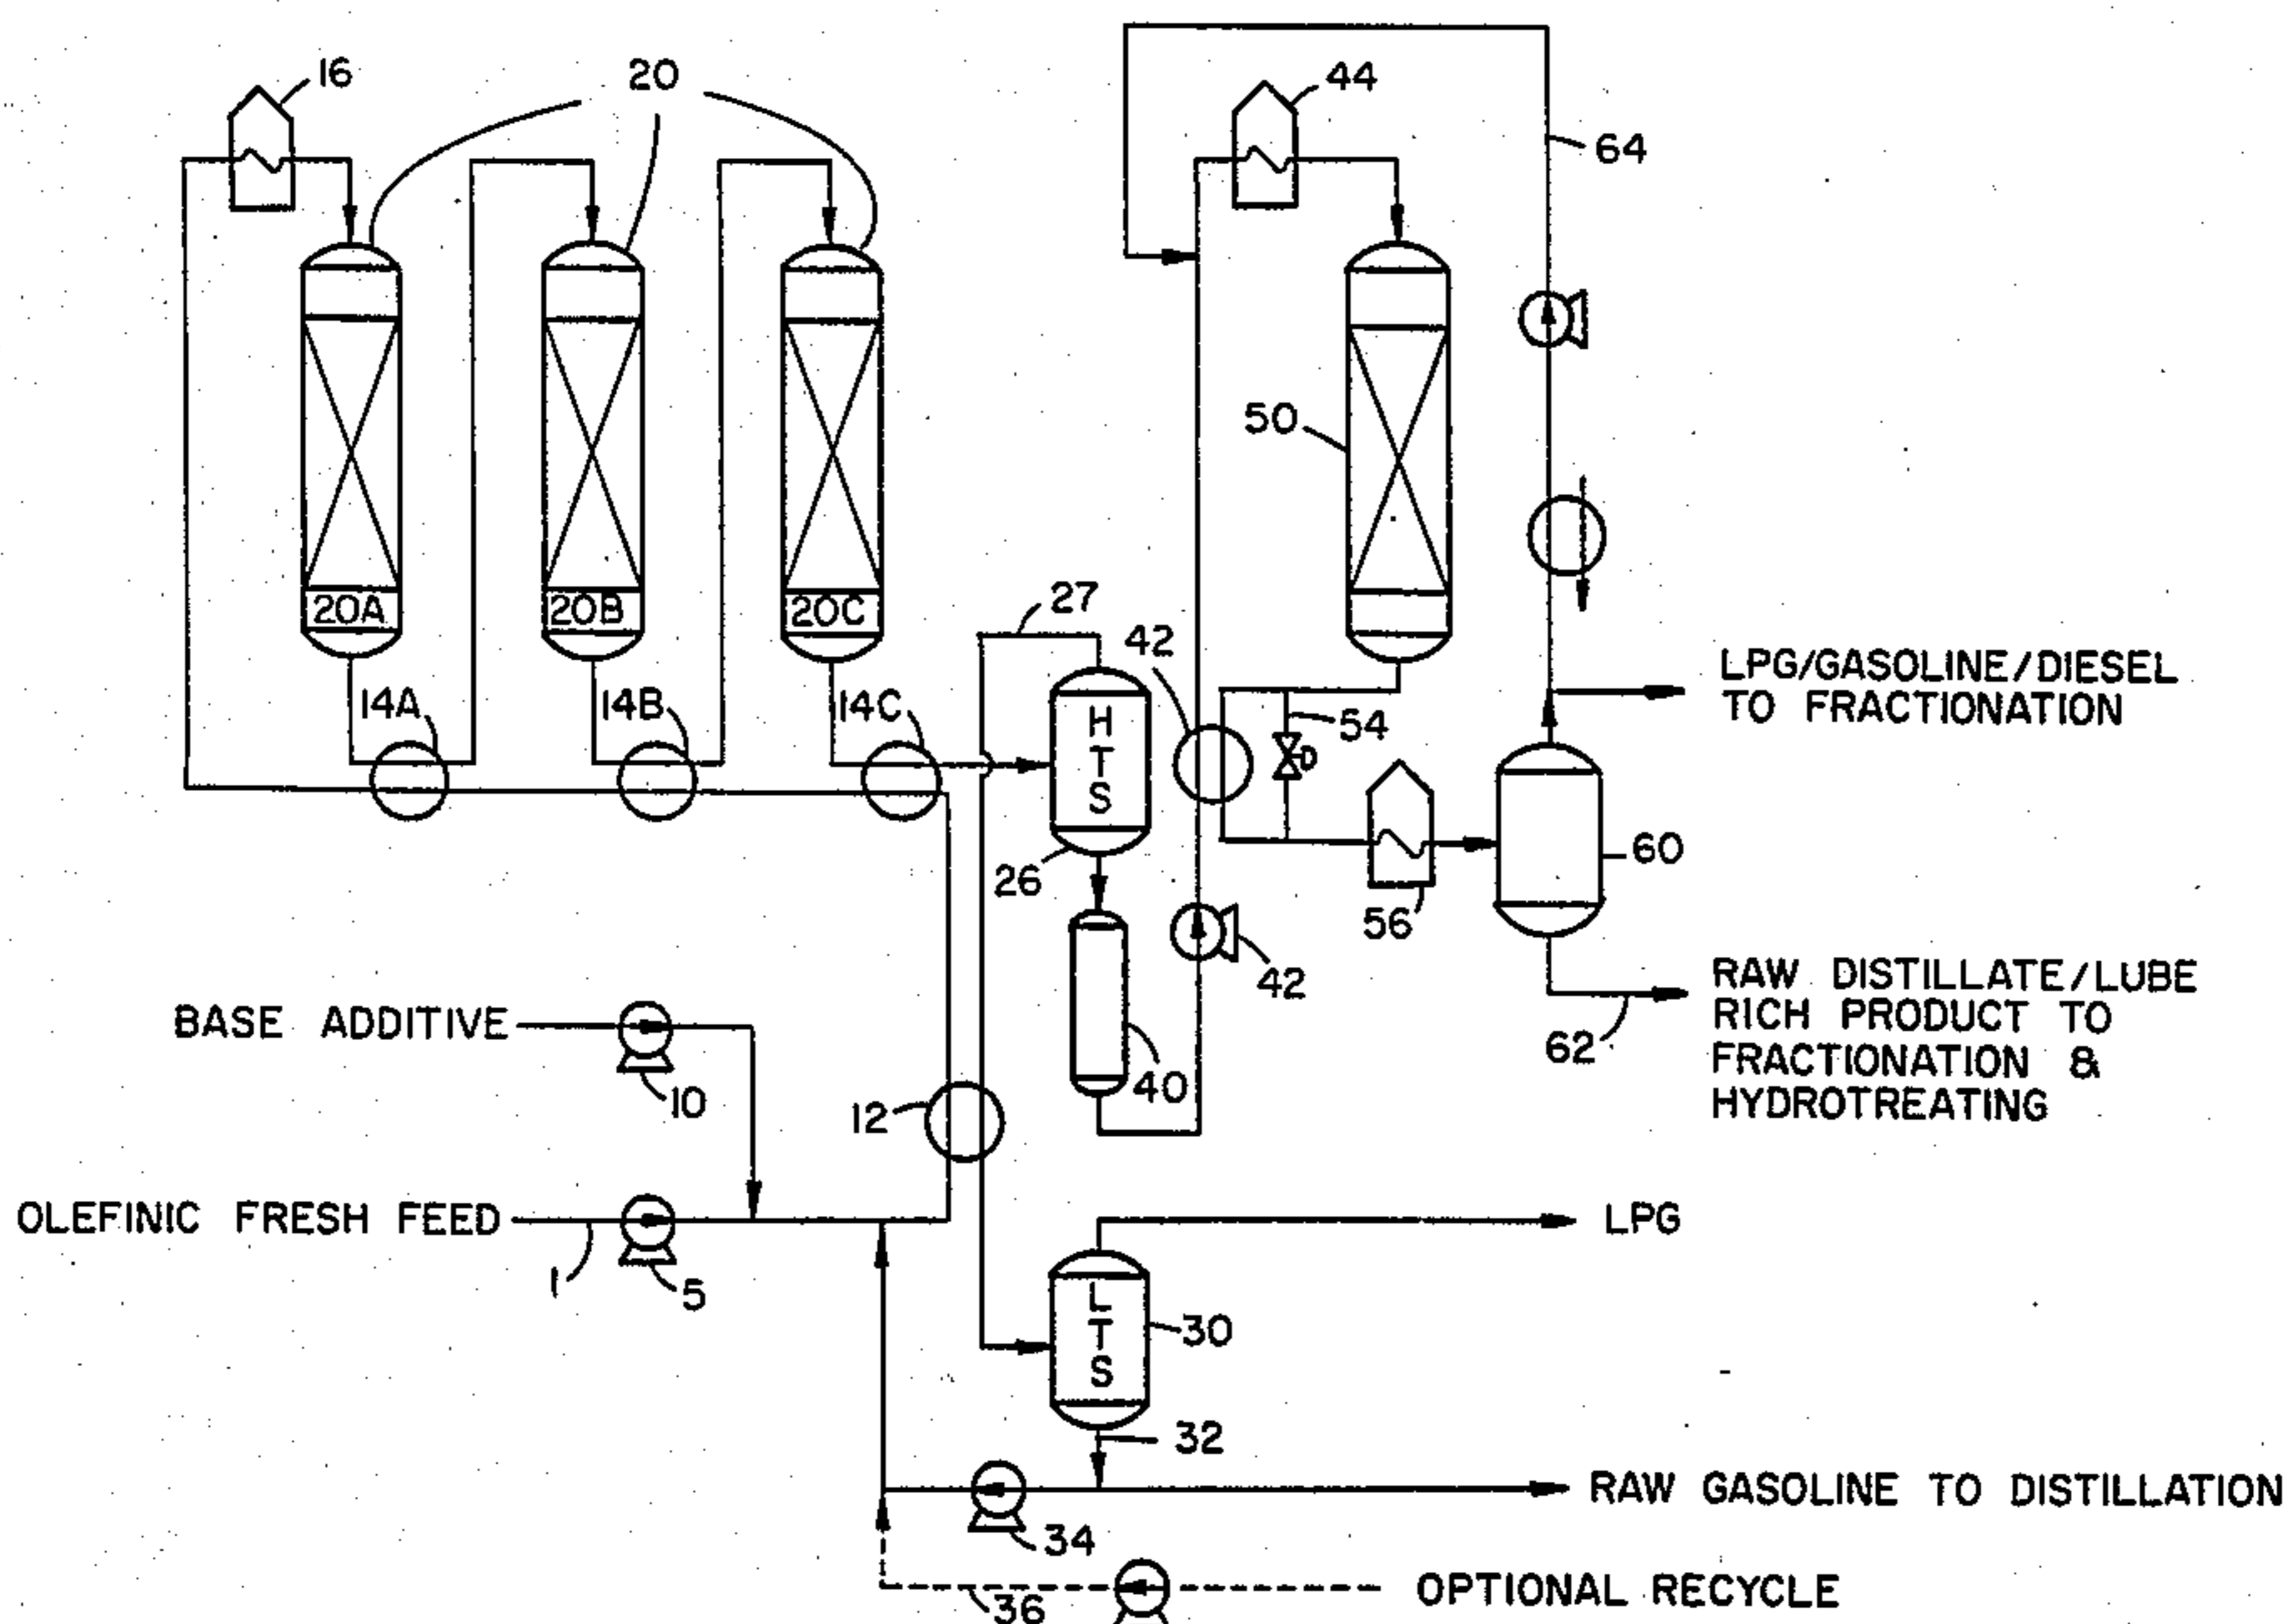 16
20
44
64
50
20A
20B
20C
27
42
14A
14B
14C
H
T
S
54
LPG/GASOLINE/DIESEL
TO FRACTIONATION
26
60
56
42
BASE ADDITIVE
RAW DISTILLATE/LUBE
RICH PRODUCT TO
FRACTIONATION &
HYDROTREATING
62
10
12
40
OLEFINIC FRESH FEED
LPG
1
5
L
T
S
30
32
RAW GASOLINE TO DISTILLATION
34
36
OPTIONAL RECYCLE